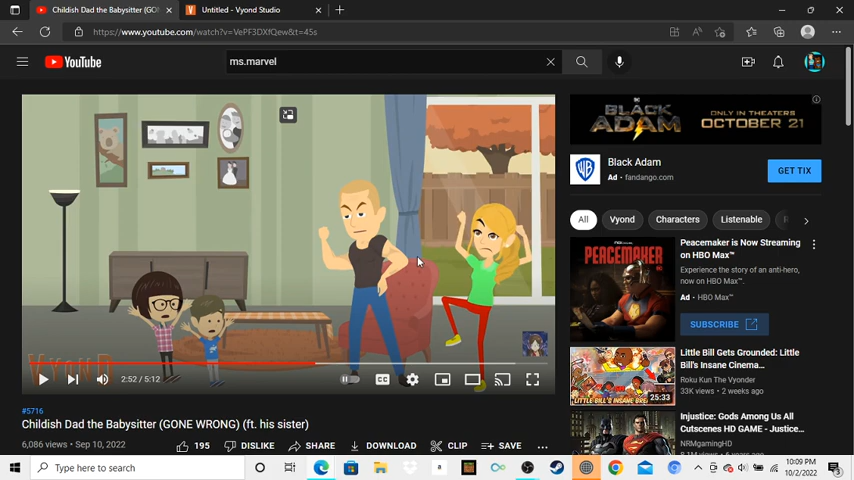 Childish Dad the Babysitter (GO
Untitled - Vyond Studio
https://www.youtube.com/watch?v=VePF3DXfQew&t=45s
YouTube
ms.marvel
VYOND
2:52 / 5:12
CC
#5716
Childish Dad the Babysitter (GONE WRONG) (ft. his sister)
6,086 views • Sep 10, 2022
195
DISLIKE
SHARE
DOWNLOAD
CLIP
SAVE
BLACK
ADAM
ONLY IN THEATERS
OCTOBER 21
Black Adam
Ad • fandango.com
GET TIX
All
Vyond
Characters
Listenable
PEACEMAKER
Peacemaker is Now Streaming
on HBO Max™
Experience the story of an anti-hero,
now on HBO Max™.
Ad • HBO Max™
SUBSCRIBE
25:33
Little Bill Gets Grounded: Little
Bill's Insane Cinema...
Roku Kun The Vyonder
33K views • 2 weeks ago
Injustice: Gods Among Us All
Cutscenes HD GAME - Justice...
NRMgamingHD
Type here to search
10:09 PM
10/2/2022